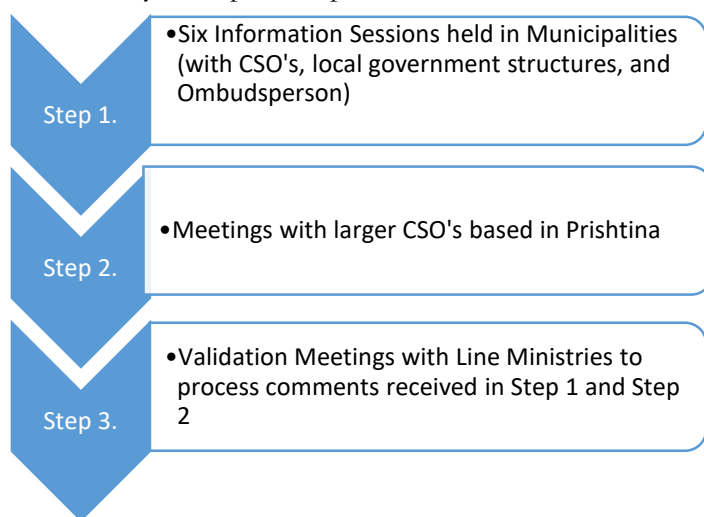 •Six Information Sessions held in Municipalities
(with CSO's, local government structures, and
Ombudsperson)
Step 1.
•Meetings with larger CSO's based in Prishtina
Step 2.
•Validation Meetings with Line Ministries to
process comments received in Step 1 and Step
2
Step 3.